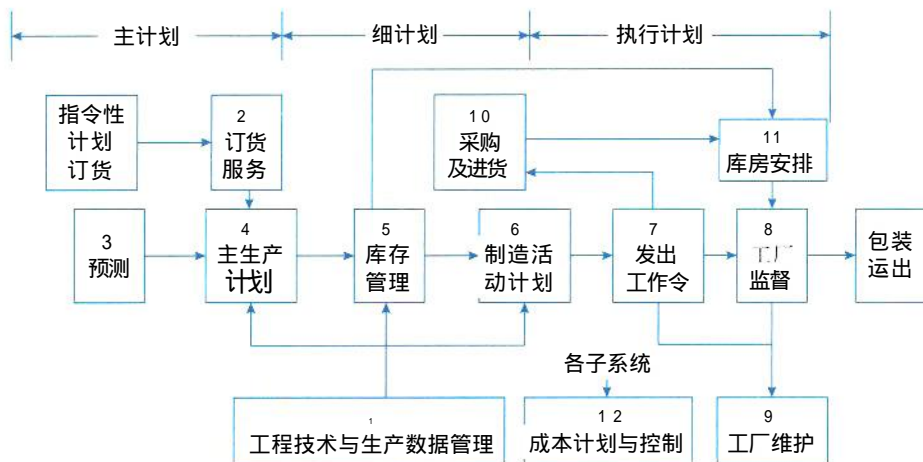 主计划
细计划
执行计划
指令性
计划
订货
2
订货
服务
10
采购
及进货
11
库房安排
3
预测
4
主生产
计划
5
库存
管理
6
制造活
动计划
7
发出
工作令
8
工厂
监督
包装
运出
各子系统
1
工程技术与生产数据管理
12
成本计划与控制
9
工厂维护